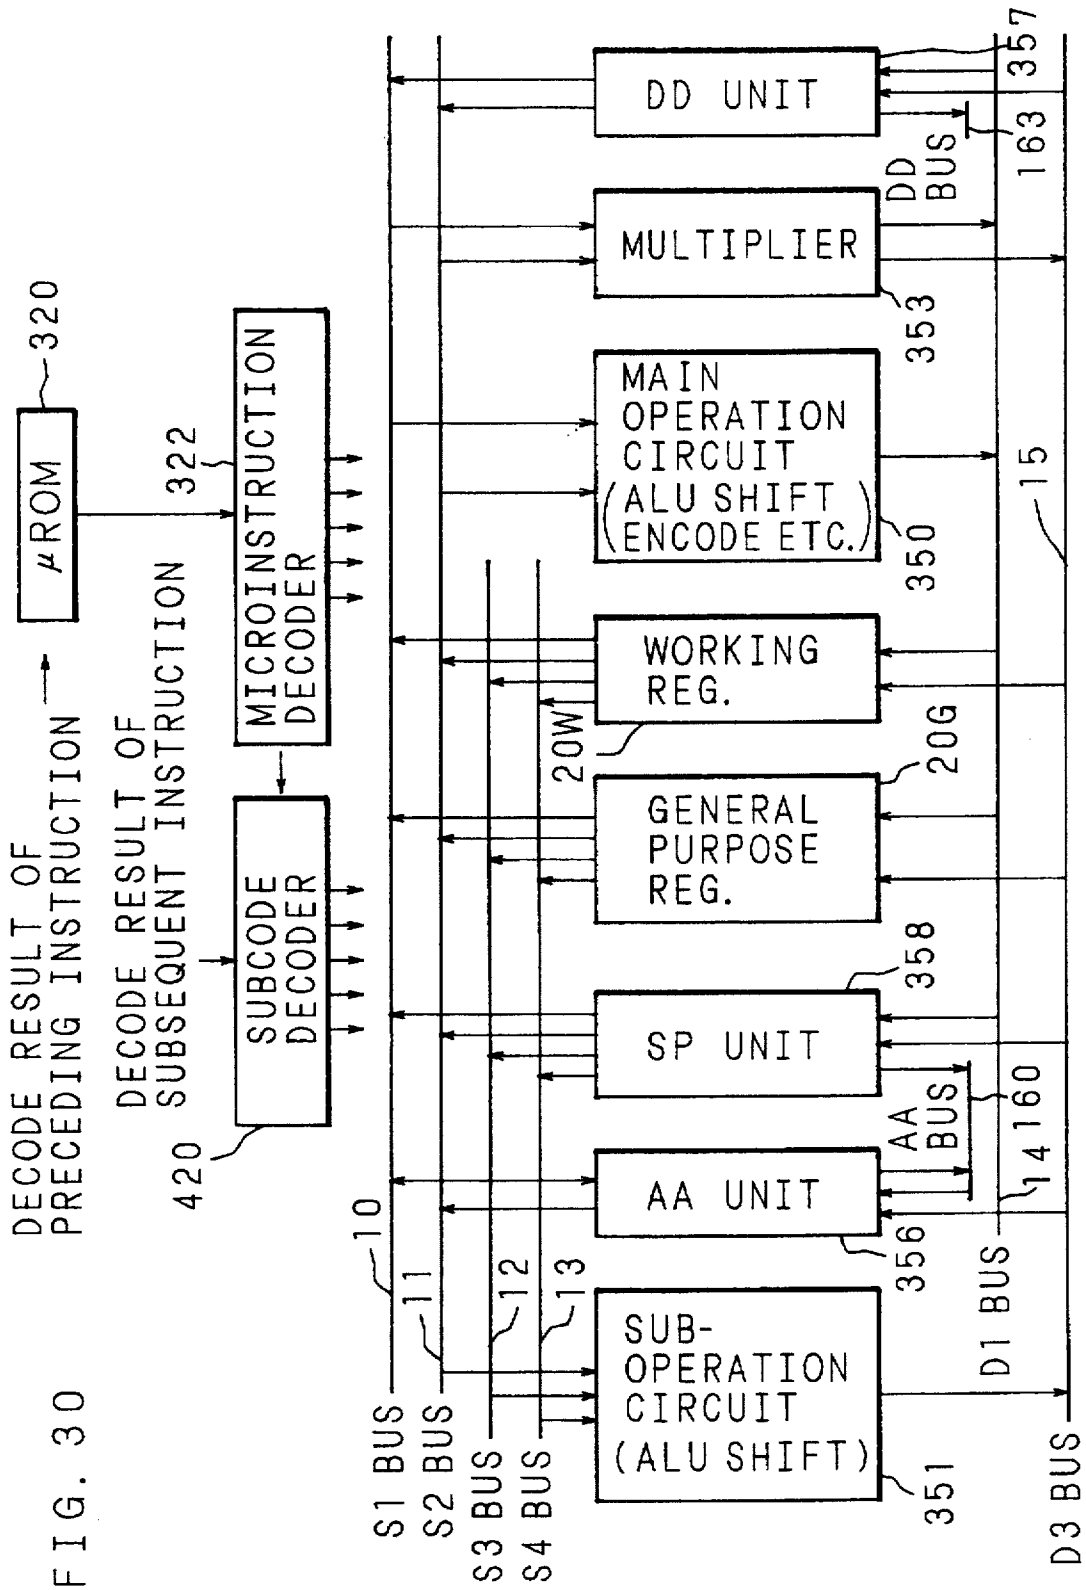 FIG. 30
DECODE RESULT OF
PRECEDING INSTRUCTION
μROM
320
DECODE RESULT OF
SUBSEQUENT INSTRUCTION
322
420
SUBCODE
DECODER
MICROINSTRUCTION
DECODER
S1 BUS
10
S2 BUS
11
S3 BUS
12
S4 BUS
13
SUB-
OPERATION
CIRCUIT
(ALU SHIFT)
351
AA UNIT
356
SP UNIT
358
GENERAL
PURPOSE
REG.
20G
WORKING
REG.
20W
MAIN
OPERATION
CIRCUIT
(ALU SHIFT
ENCODE ETC.)
350
MULTIPLIER
353
DD UNIT
357
AA
BUS
160
DD
BUS
163
D1 BUS
14
D3 BUS
15